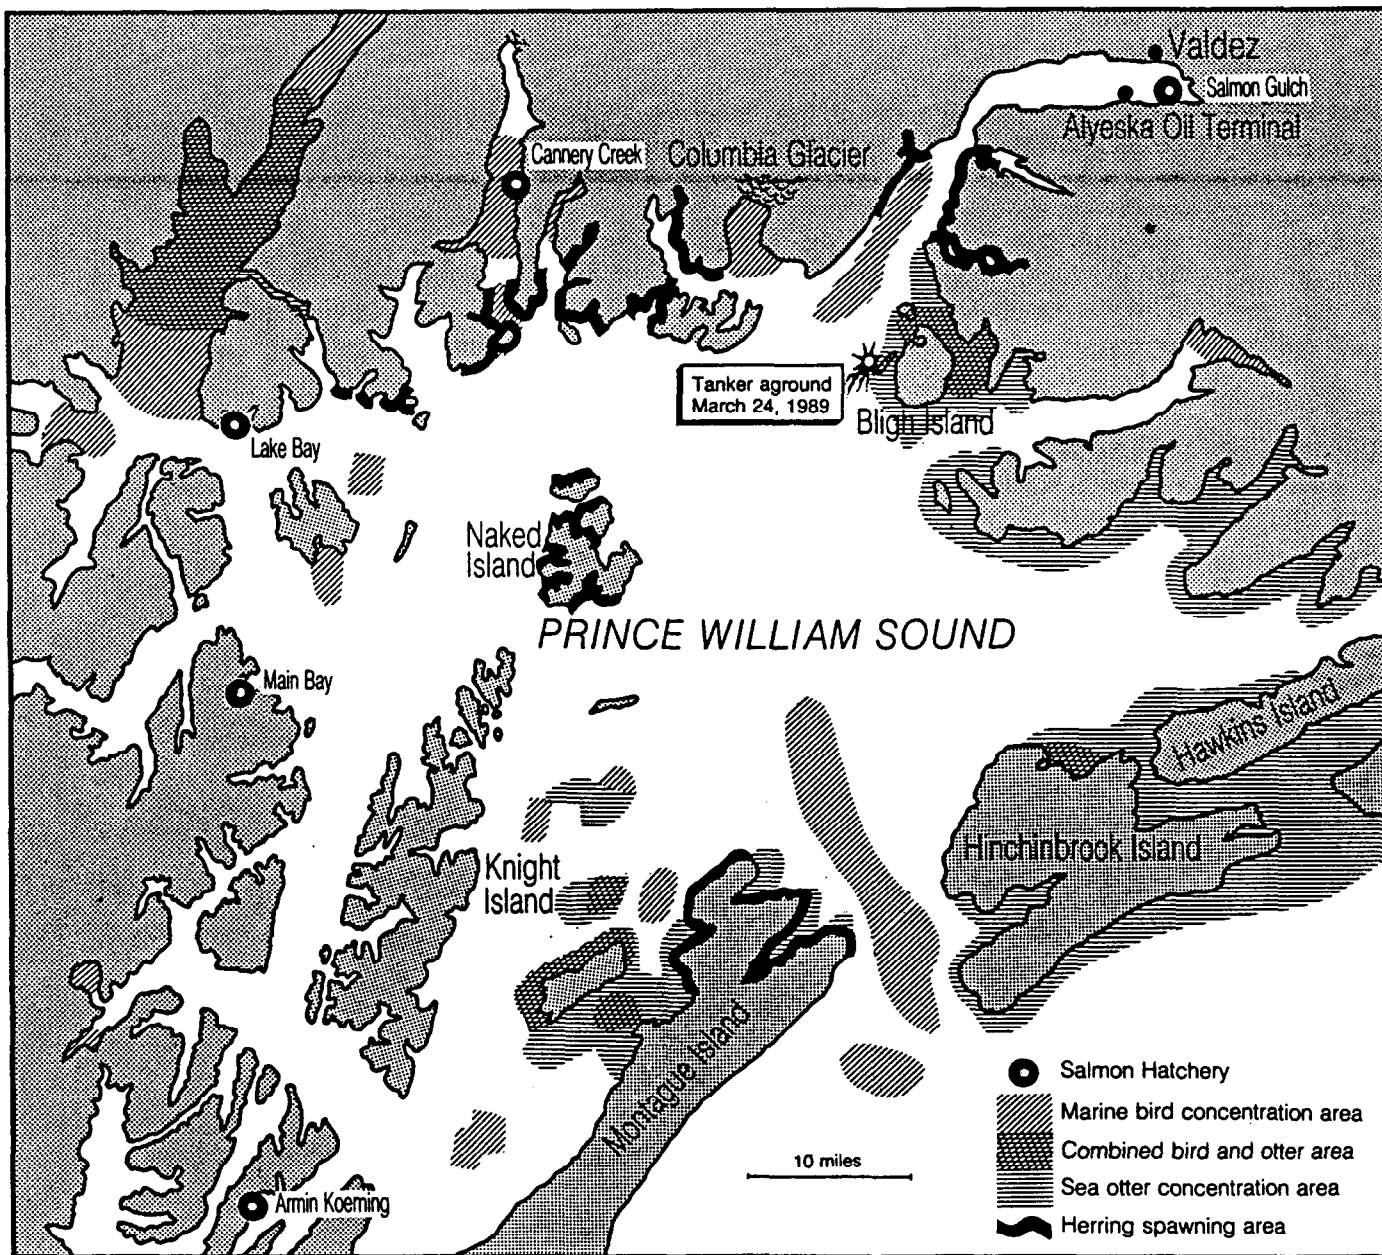 Valdez
Salmon Gulch
Alyeska Oil Terminal
Cannery Creek
Columbia Glacier
Tanker aground
March 24, 1989
Bligh Island
Lake Bay
Naked
Island
PRINCE WILLIAM SOUND
Main Bay
Hawkins Island
Hinchinbrook Island
Knight
Island
Montague Island
Armin Koeming
10 miles
Salmon Hatchery
Marine bird concentration area
Combined bird and otter area
Sea otter concentration area
Herring spawning area